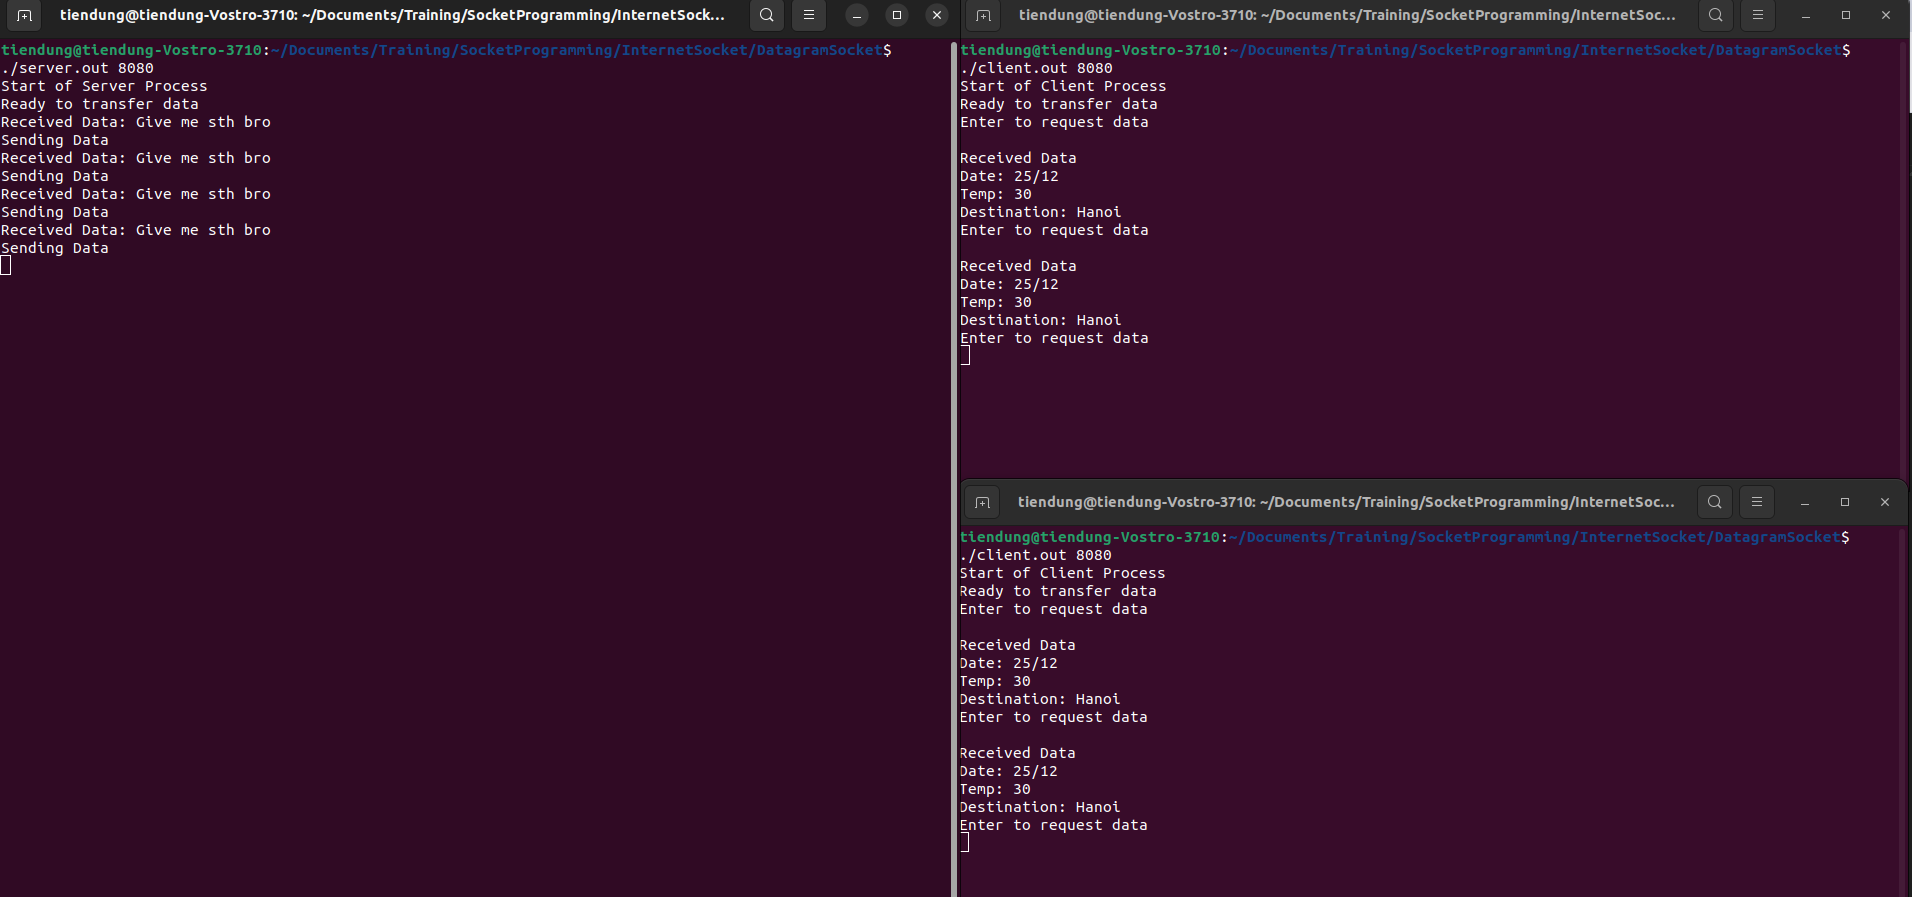 tiendung@tiendung-Vostro-3710: ~/Documents/Training/SocketProgramming/InternetSock...
tiendung@tiendung-Vostro-3710:~/Documents/Training/SocketProgramming/InternetSocket/DatagramSocket$
./server.out 8080
Start of Server Process
Ready to transfer data
Received Data: Give me sth bro
Sending Data
Received Data: Give me sth bro
Sending Data
Received Data: Give me sth bro
Sending Data
Received Data: Give me sth bro
Sending Data
tiendung@tiendung-Vostro-3710: ~/Documents/Training/SocketProgramming/InternetSoc...
tiendung@tiendung-Vostro-3710:~/Documents/Training/SocketProgramming/InternetSocket/DatagramSocket$
./client.out 8080
Start of Client Process
Ready to transfer data
Enter to request data
Received Data
Date: 25/12
Temp: 30
Destination: Hanoi
Enter to request data
Received Data
Date: 25/12
Temp: 30
Destination: Hanoi
Enter to request data
tiendung@tiendung-Vostro-3710: ~/Documents/Training/SocketProgramming/InternetSoc...
tiendung@tiendung-Vostro-3710:~/Documents/Training/SocketProgramming/InternetSocket/DatagramSocket$
./client.out 8080
Start of Client Process
Ready to transfer data
Enter to request data
Received Data
Date: 25/12
Temp: 30
Destination: Hanoi
Enter to request data
Received Data
Date: 25/12
Temp: 30
Destination: Hanoi
Enter to request data